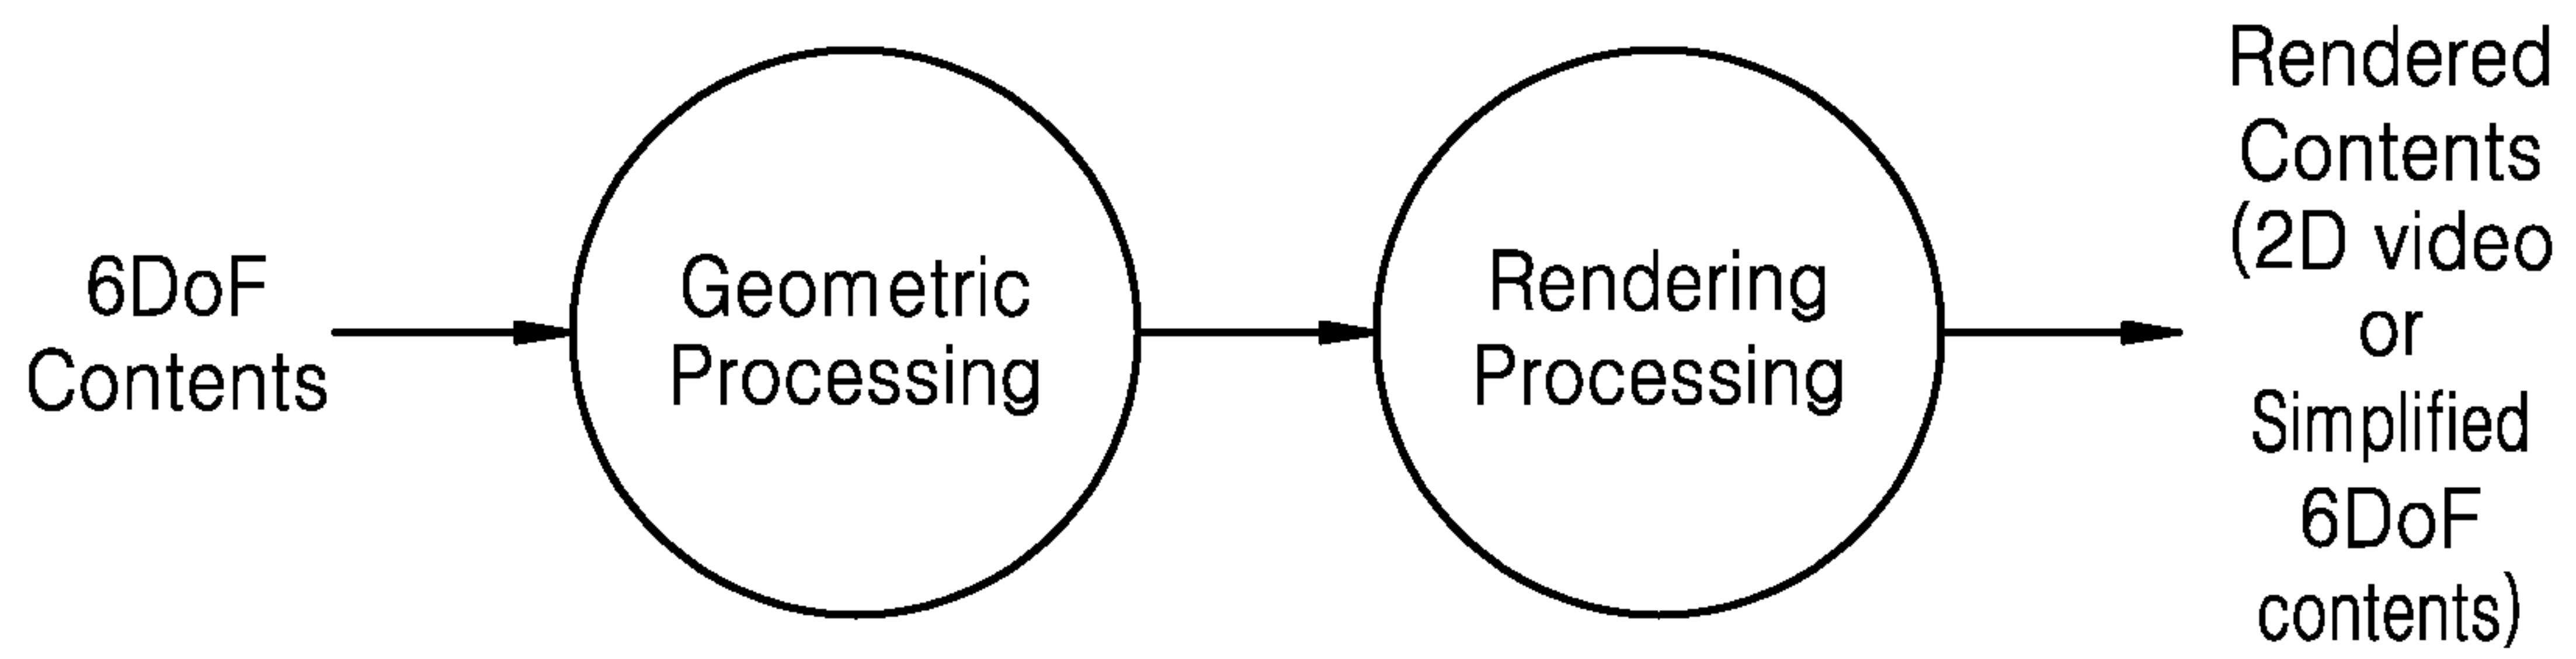 6DoF
Contents
Geometric
Processing
Rendering
Processing
Rendered
Contents
(2D video
or
Simplified
6DoF
contents)